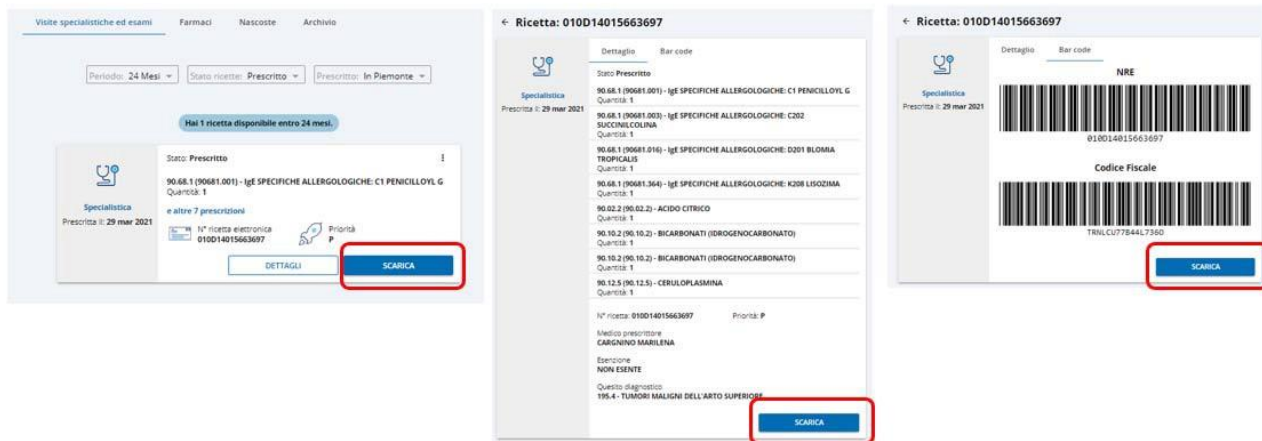 Visite specialistiche ed esami Farmaci Nascoste Archivio
Periodo: 24 Mesi Stato ricette: Prescritto Prescritto: In Piemonte
Hai 1 ricetta disponibile entro 24 mesi.
Specialistica
Prescritta il: 29 mar 2021
Stato: Prescritto
90.68.1 (90681.001) - IgE SPECIFICHE ALLERGOLOGICHE: C1 PENICILLOYL G
Quantità: 1
e altre 7 prescrizioni
N° ricetta elettronica
010D14015663697
Priorità
P
DETTAGLI
SCARICA
← Ricetta: 010D14015663697
Specialistica
Prescritta il: 29 mar 2021
Dettaglio Bar code
Stato Prescritto
90.68.1 (90681.001) - IgE SPECIFICHE ALLERGOLOGICHE: C1 PENICILLOYL G
Quantità: 1
90.68.1 (90681.003) - IgE SPECIFICHE ALLERGOLOGICHE: C202
SUCCINILCOLINA
Quantità: 1
90.68.1 (90681.016) - IgE SPECIFICHE ALLERGOLOGICHE: D201 BLOMIA
TROPICALIS
Quantità: 1
90.68.1 (90681.364) - IgE SPECIFICHE ALLERGOLOGICHE: K208 LISOZIMA
Quantità: 1
90.02.2 (90.02.2) - ACIDO CITRICO
Quantità: 1
90.10.2 (90.10.2) - BICARBONATI (IDROGENOCARBONATO)
Quantità: 1
90.10.2 (90.10.2) - BICARBONATI (IDROGENOCARBONATO)
Quantità: 1
90.12.5 (90.12.5) - CERULOPLASMINA
Quantità: 1
N° ricetta: 010D14015663697 Priorità: P
Medico prescrittore
CARGNINO MARILENA
Esenzione
NON ESENTE
Quesito diagnostico
195.4 - TUMORI MALIGNI DELL'ARTO SUPERIORE
SCARICA
← Ricetta: 010D14015663697
Specialistica
Prescritta il: 29 mar 2021
Dettaglio Bar code
NRE
010D14015663697
Codice Fiscale
TRNLCU77B44L736O
SCARICA